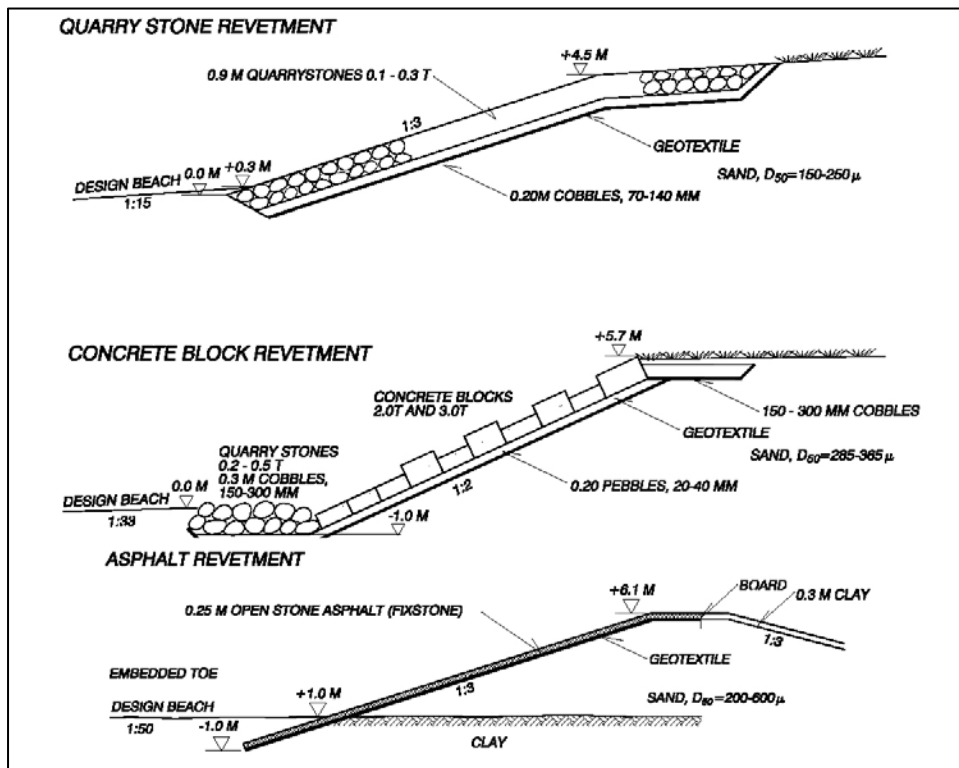 QUARRY STONE REVETMENT
+4.5 M
0.9 M QUARRYSTONES 0.1 - 0.3 T
1:3
GEOTEXTILE
DESIGN BEACH 0.0 M +0.3 M
1:15
SAND, D50=150-250 μ
0.20M COBBLES, 70-140 MM
+5.7 M
CONCRETE BLOCK REVETMENT
CONCRETE BLOCKS
2.0T AND 3.0T
150 - 300 MM COBBLES
GEOTEXTILE
QUARRY STONES
0.2 - 0.5 T
0.3 M COBBLES,
150-300 MM
SAND, D50=285-365 μ
0.0 M
1:2
0.20 PEBBLES, 20-40 MM
DESIGN BEACH
1:33
-1.0 M
ASPHALT REVETMENT
BOARD
+6.1 M
0.3 M CLAY
0.25 M OPEN STONE ASPHALT (FIXSTONE)
1:3
GEOTEXTILE
EMBEDDED TOE
1:3
+1.0 M
SAND, D50=200-600 μ
DESIGN BEACH
1:50
-1.0 M
CLAY